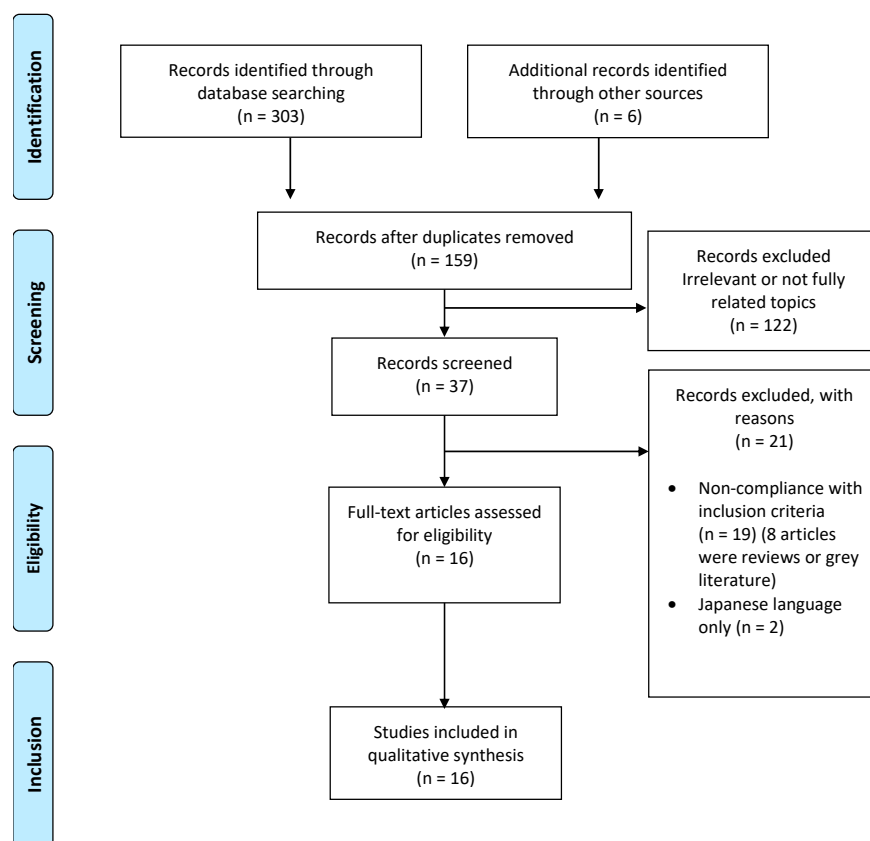 Identification
Records identified through
database searching
(n = 303)
Additional records identified
through other sources
(n = 6)
Screening
Records after duplicates removed
(n = 159)
Records excluded
Irrelevant or not fully
related topics
(n = 122)
Records screened
(n = 37)
Records excluded, with
reasons
(n = 21)
• Non-compliance with
inclusion criteria
(n = 19) (8 articles
were reviews or grey
literature)
• Japanese language
only (n = 2)
Eligibility
Full-text articles assessed
for eligibility
(n = 16)
Inclusion
Studies included in
qualitative synthesis
(n = 16)